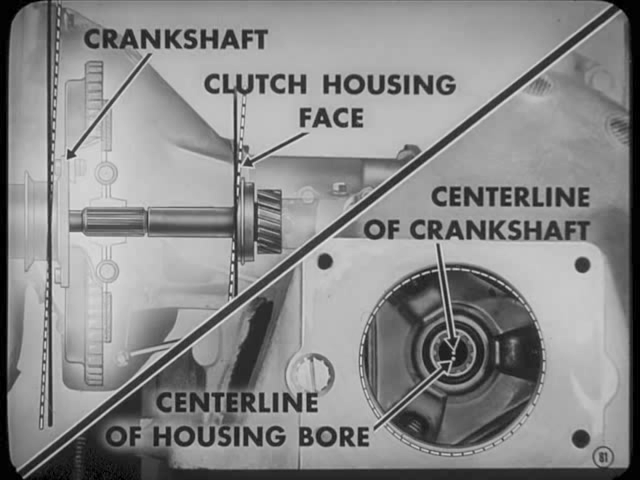 CRANKSHAFT
CLUTCH HOUSING
FACE
CENTERLINE
OF CRANKSHAFT
CENTERLINE
OF HOUSING BORE
61